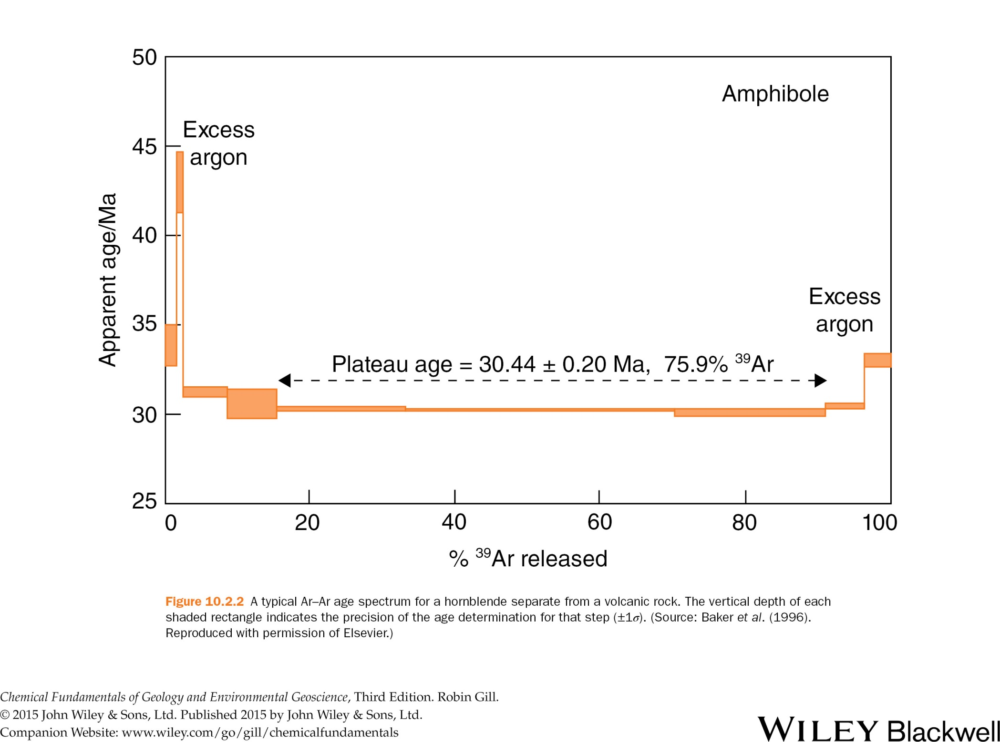 50
Amphibole
Excess
argon
45
40
35
30
25
Apparent age/Ma
Excess
argon
Plateau age = 30.44 ± 0.20 Ma, 75.9% ³⁹Ar
0 20 40 60 80 100
% ³⁹Ar released
Figure 10.2.2 A typical Ar–Ar age spectrum for a hornblende separate from a volcanic rock. The vertical depth of each
shaded rectangle indicates the precision of the age determination for that step (±1σ). (Source: Baker et al. (1996).
Reproduced with permission of Elsevier.)
Chemical Fundamentals of Geology and Environmental Geoscience, Third Edition. Robin Gill.
© 2015 John Wiley & Sons, Ltd. Published 2015 by John Wiley & Sons, Ltd.
Companion Website: www.wiley.com/go/gill/chemicalfundamentals
WILEY Blackwell